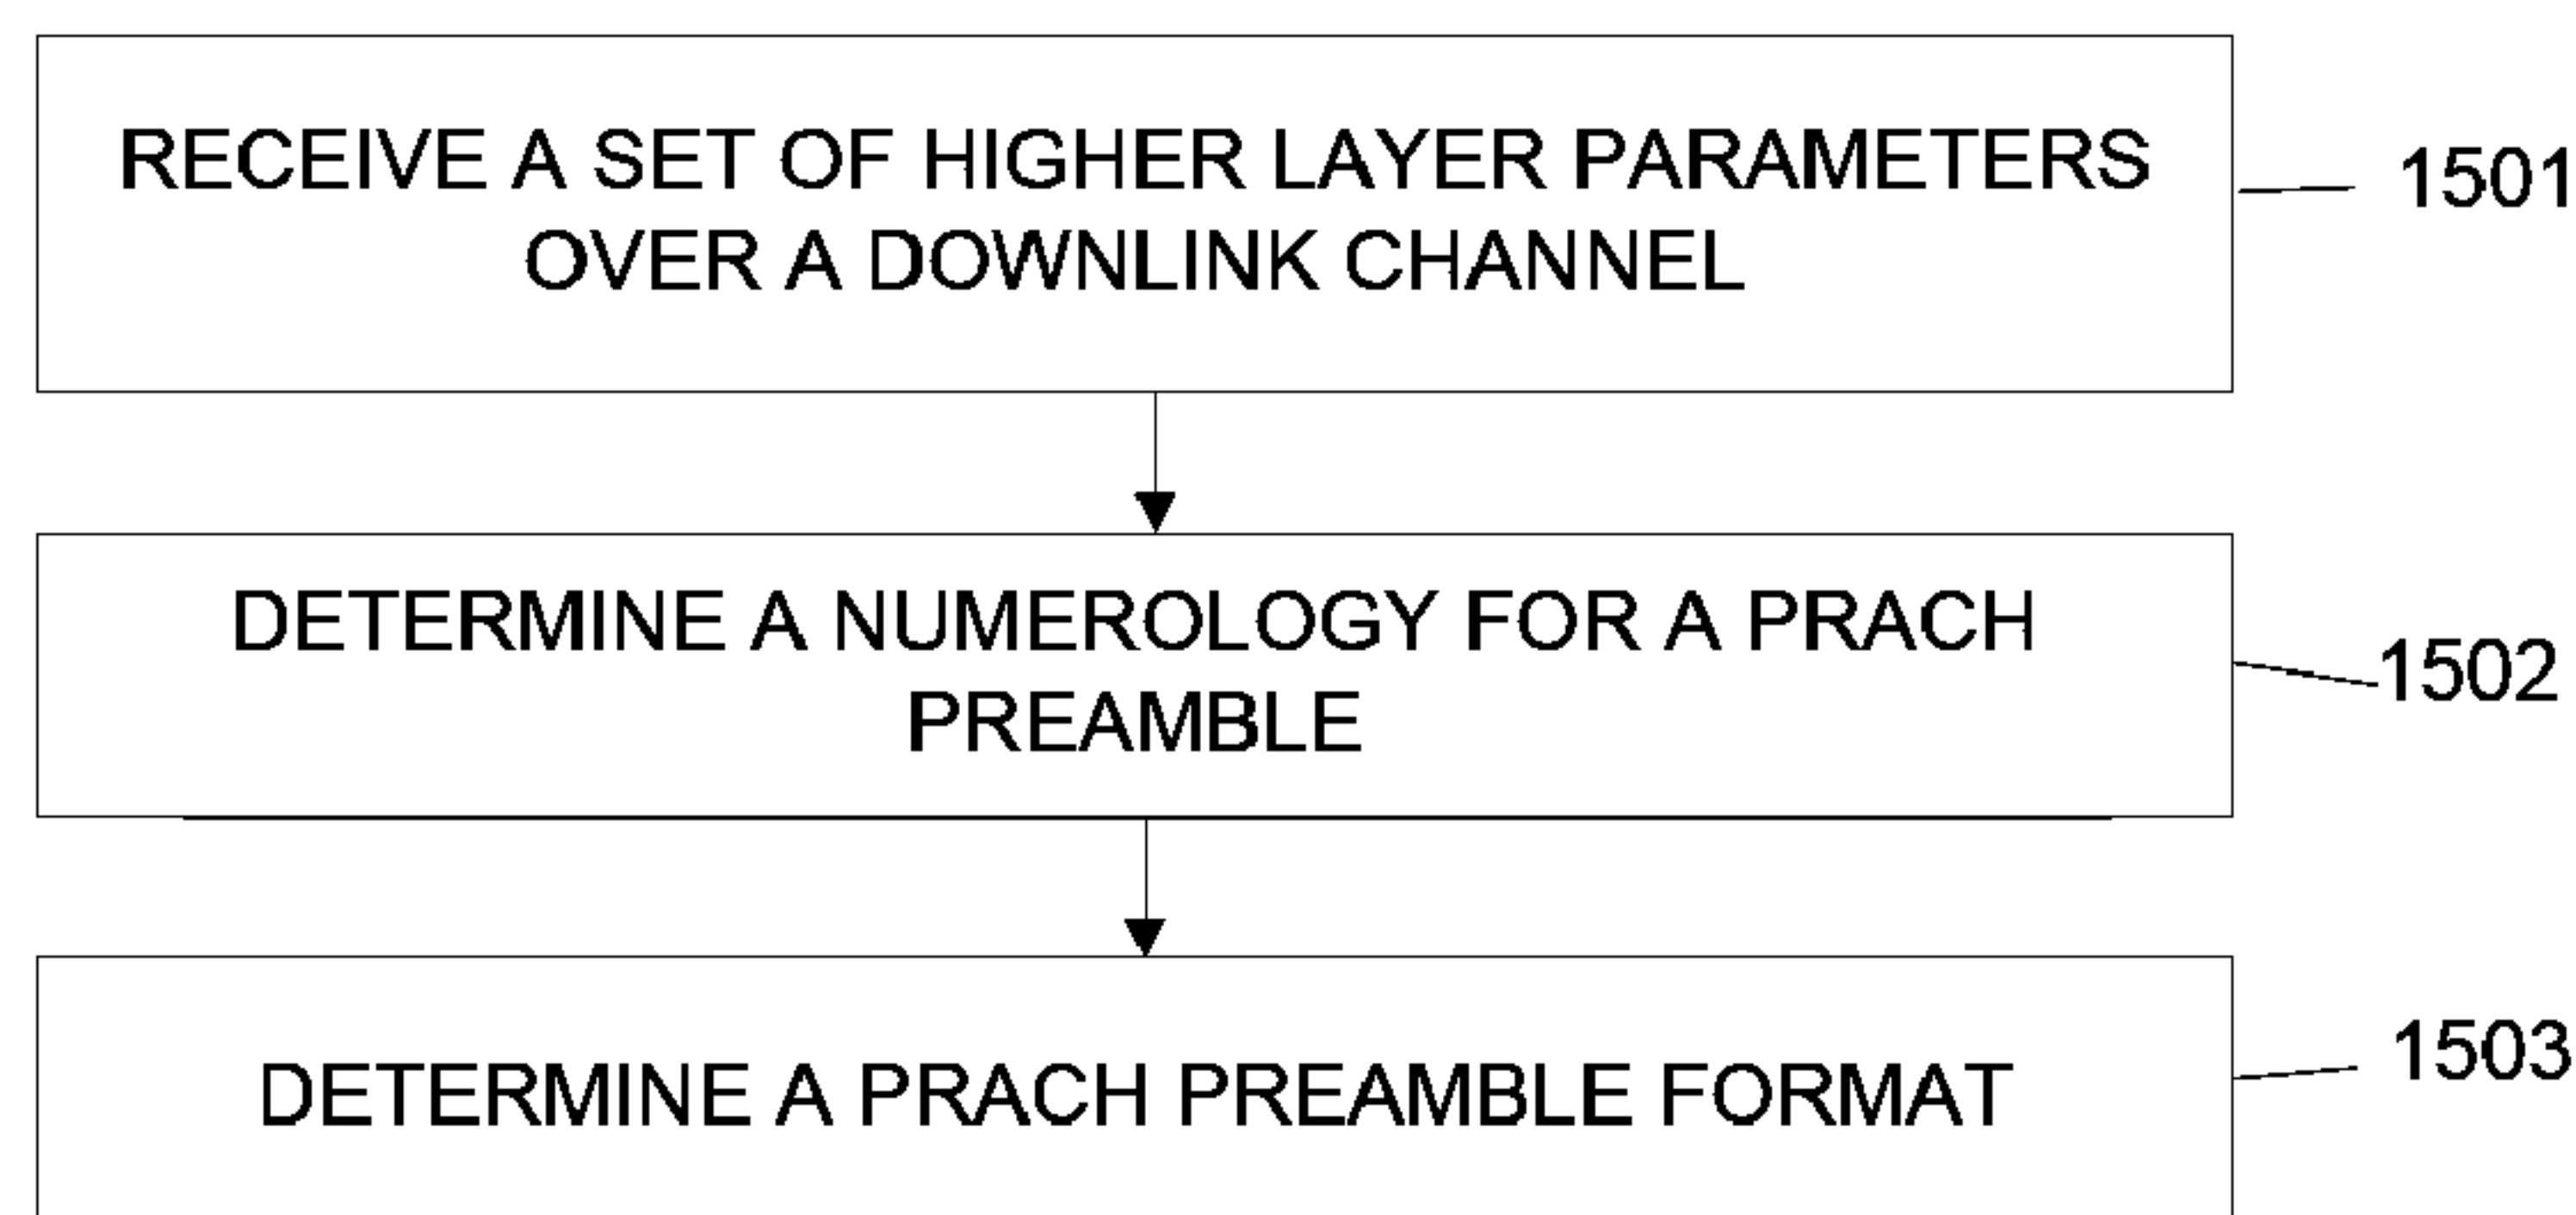 RECEIVE A SET OF HIGHER LAYER PARAMETERS
OVER A DOWNLINK CHANNEL
1501
DETERMINE A NUMEROLOGY FOR A PRACH
PREAMBLE
1502
DETERMINE A PRACH PREAMBLE FORMAT
1503